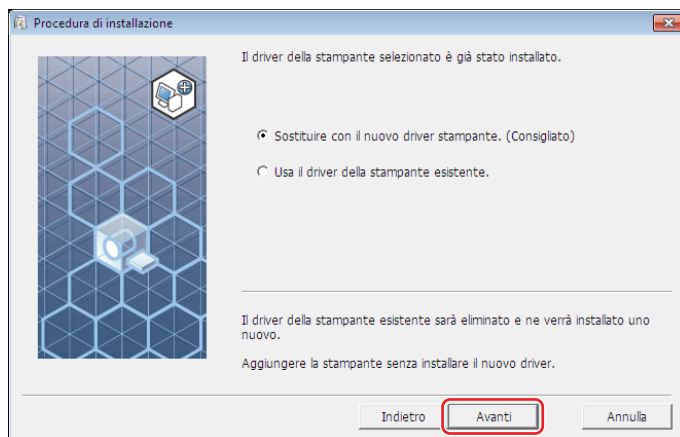 Procedura di installazione
Il driver della stampante selezionato è già stato installato.
Sostituire con il nuovo driver stampante. (Consigliato)
Usa il driver della stampante esistente.
Il driver della stampante esistente sarà eliminato e ne verrà installato uno
nuovo.
Aggiungere la stampante senza installare il nuovo driver.
Indietro
Avanti
Annulla